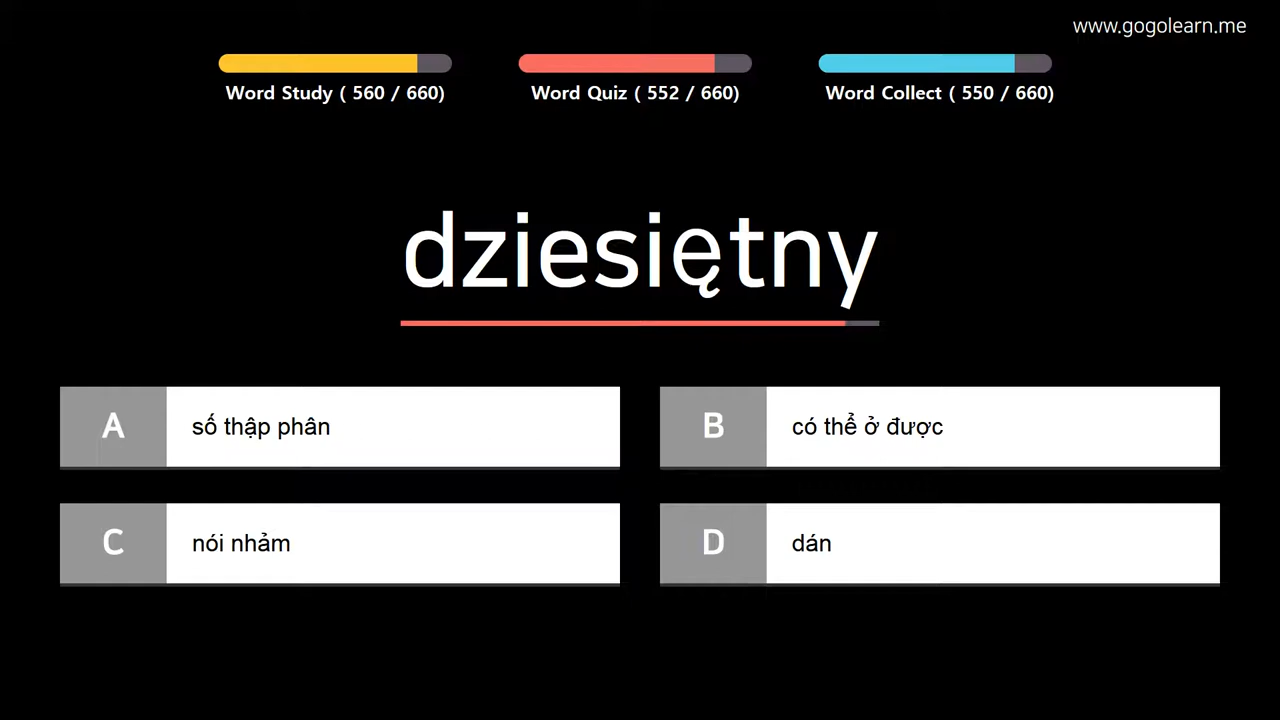 www.gogolearn.me
Word Study ( 560 / 660)
Word Quiz ( 552 / 660)
Word Collect ( 550 / 660)
dziesiętny
A số thập phân
B có thể ở được
C nói nhảm
D dán